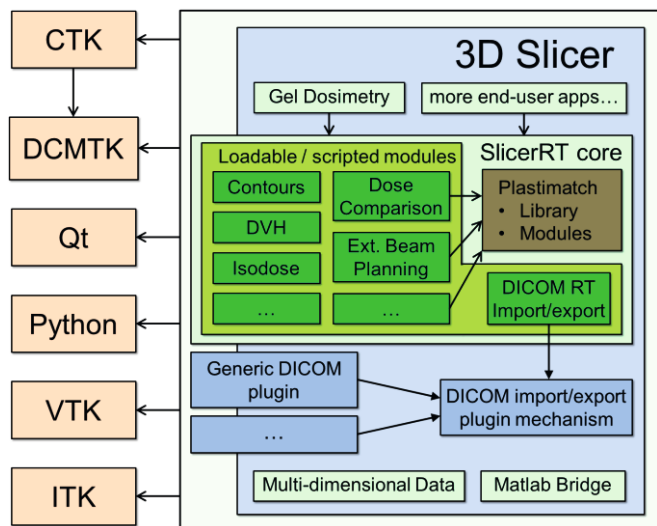 CTK
DCMTK
Qt
Python
VTK
ITK
3D Slicer
Gel Dosimetry
more end-user apps…
SlicerRT core
Loadable / scripted modules
Contours
DVH
Isodose
…
Dose
Comparison
Ext. Beam
Planning
…
Plastimatch
• Library
• Modules
DICOM RT
Import/export
Generic DICOM
plugin
…
DICOM import/export
plugin mechanism
Multi-dimensional Data
Matlab Bridge